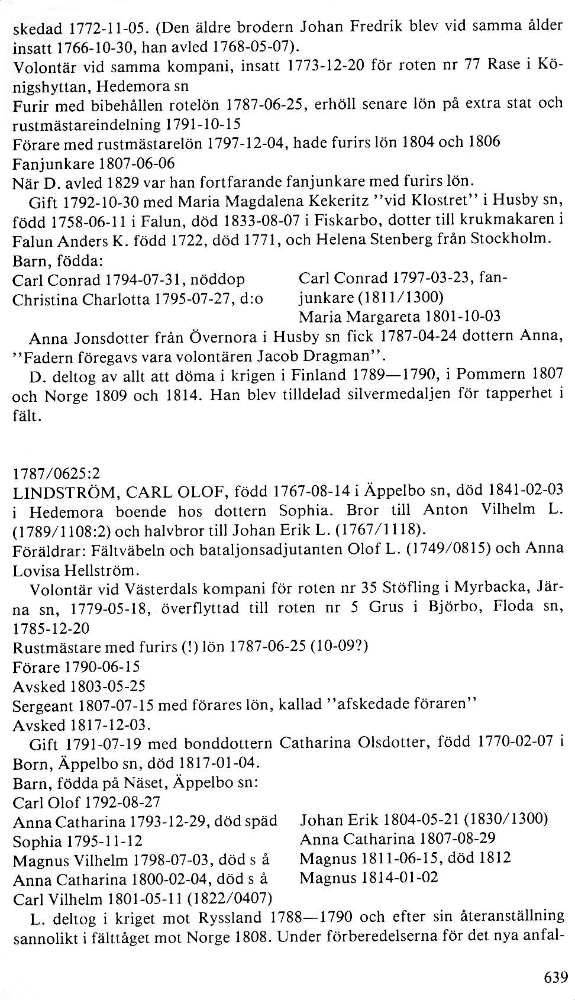 skedad 1772-11-05. (Den äldre brodern Johan Fredrik blev vid samma ålder
insatt 1766-10-30, han avled 1768-05-07).
Volontär vid samma kompani, insatt 1773-12-20 för roten nr 77 Rase i Kö-
nigshyttan, Hedemora sn
Furir med bibehållen rotelön 1787-06-25, erhöll senare lön på extra stat och
rustmästareindelning 1791-10-15
Förare med rustmästarelön 1797-12-04, hade furirs lön 1804 och 1806
Fanjunkare 1807-06-06
När D. avled 1829 var han fortfarande fanjunkare med furirs lön.
Gift 1792-10-30 med Maria Magdalena Kekeritz ''vid Klostret'' i Husby sn,
född 1758-06-11 i Falun, död 1833-08-07 i Fiskarbo, dotter till krukmakaren i
Falun Anders K. född 1722, död 1771, och Helena Stenberg från Stockholm.
Barn, födda:
Carl Conrad 1794-07-31, nöddop
Christina Charlotta 1795-07-27, d:o
Carl Conrad 1797-03-23, fan-
junkare (1811/1300)
Maria Margareta 1801-10-03
Anna Jonsdotter från Övernora i Husby sn fick 1787-04-24 dottern Anna,
''Fadern föregavs vara volontären Jacob Dragman''.
D. deltog av allt att döma i krigen i Finland 1789—1790, i Pommern 1807
och Norge 1809 och 1814. Han blev tilldelad silvermedaljen för tapperhet i
fält.
1787/0625:2
LINDSTRÖM, CARL OLOF, född 1767-08-14 i Äppelbo sn, död 1841-02-03
i Hedemora boende hos dottern Sophia. Bror till Anton Vilhelm L.
(1789/1108:2) och halvbror till Johan Erik L. (1767/1118).
Föräldrar: Fältväbeln och bataljonsadjutanten Olof L. (1749/0815) och Anna
Lovisa Hellström.
Volontär vid Västerdals kompani för roten nr 35 Stöfling i Myrbacka, Jär-
na sn, 1779-05-18, överflyttad till roten nr 5 Grus i Björbo, Floda sn,
1785-12-20
Rustmästare med furirs (!) lön 1787-06-25 (10-09?)
Förare 1790-06-15
Avsked 1803-05-25
Sergeant 1807-07-15 med förares lön, kallad ''afskedade föraren''
Avsked 1817-12-03.
Gift 1791-07-19 med bonddottern Catharina Olsdotter, född 1770-02-07 i
Born, Äppelbo sn, död 1817-01-04.
Barn, födda på Näset, Äppelbo sn:
Carl Olof 1792-08-27
Anna Catharina 1793-12-29, död späd
Sophia 1795-11-12
Magnus Vilhelm 1798-07-03, död s å
Anna Catharina 1800-02-04, död s å
Carl Vilhelm 1801-05-11 (1822/0407)
Johan Erik 1804-05-21 (1830/1300)
Anna Catharina 1807-08-29
Magnus 1811-06-15, död 1812
Magnus 1814-01-02
L. deltog i kriget mot Ryssland 1788—1790 och efter sin återanställning
sannolikt i fälttåget mot Norge 1808. Under förberedelserna för det nya anfal-
639